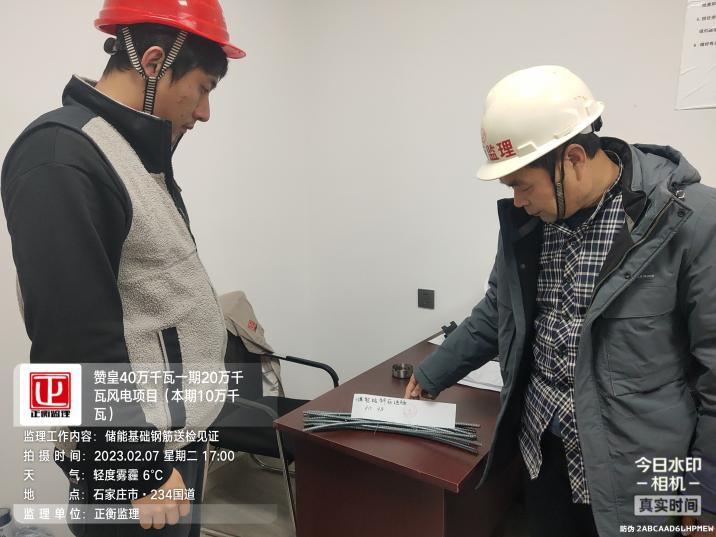 监理
赞皇40万千瓦一期20万千
瓦风电项目（本期10万千
瓦）
正衡监理
监理工作内容：储能基础钢筋送检见证
拍摄时间：2023.02.07 星期二 17:00
天气：轻度雾霾 6°C
地点：石家庄市·234国道
监理单位：正衡监理
今日水印
相机
真实时间
防伪 2ABCAAD6LHPMEW